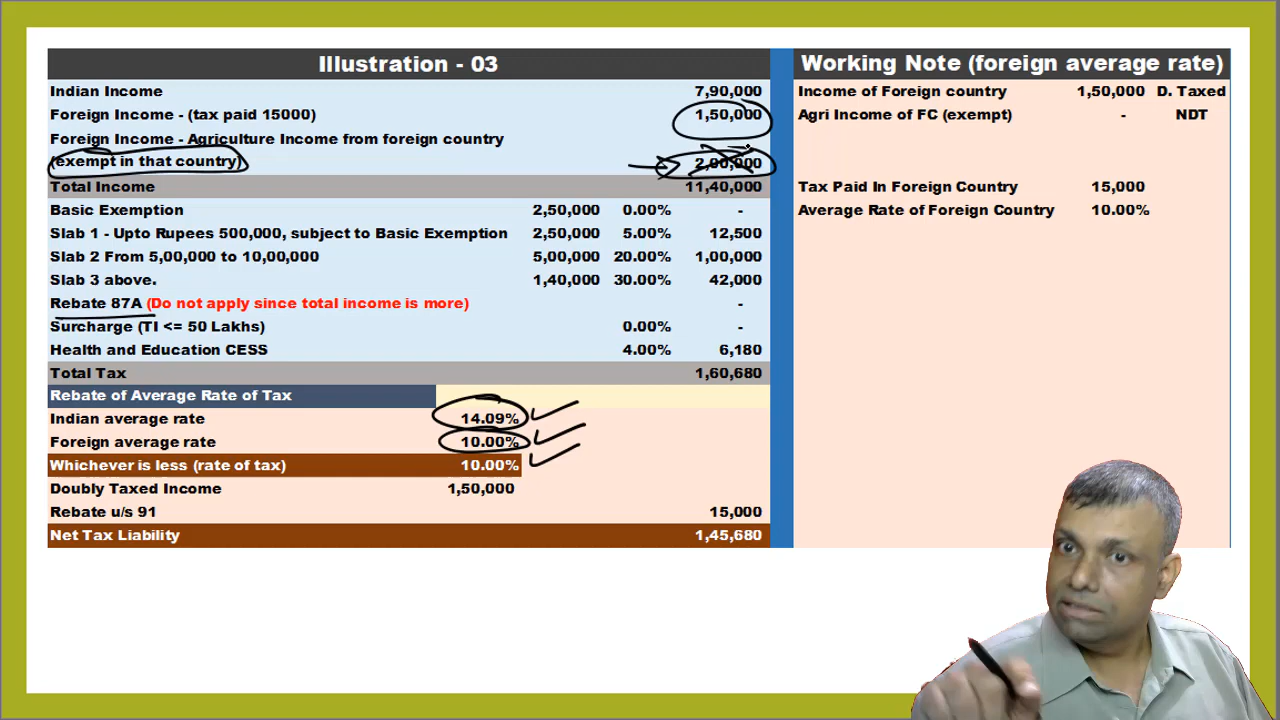 Illustration - 03
Indian Income 7,90,000
Foreign Income - (tax paid 15000) 1,50,000
Foreign Income - Agriculture Income from foreign country
(exempt in that country) 2,00,000
Total Income 11,40,000
Basic Exemption 2,50,000 0.00% -
Slab 1 - Upto Rupees 500,000, subject to Basic Exemption 2,50,000 5.00% 12,500
Slab 2 From 5,00,000 to 10,00,000 5,00,000 20.00% 1,00,000
Slab 3 above. 1,40,000 30.00% 42,000
Rebate 87A (Do not apply since total income is more) -
Surcharge (TI <= 50 Lakhs) 0.00% -
Health and Education CESS 4.00% 6,180
Total Tax 1,60,680
Rebate of Average Rate of Tax
Indian average rate 14.09%
Foreign average rate 10.00%
Whichever is less (rate of tax) 10.00%
Doubly Taxed Income 1,50,000
Rebate u/s 91 15,000
Net Tax Liability 1,45,680
Working Note (foreign average rate)
Income of Foreign country 1,50,000 D. Taxed
Agri Income of FC (exempt) - NDT
Tax Paid In Foreign Country 15,000
Average Rate of Foreign Country 10.00%